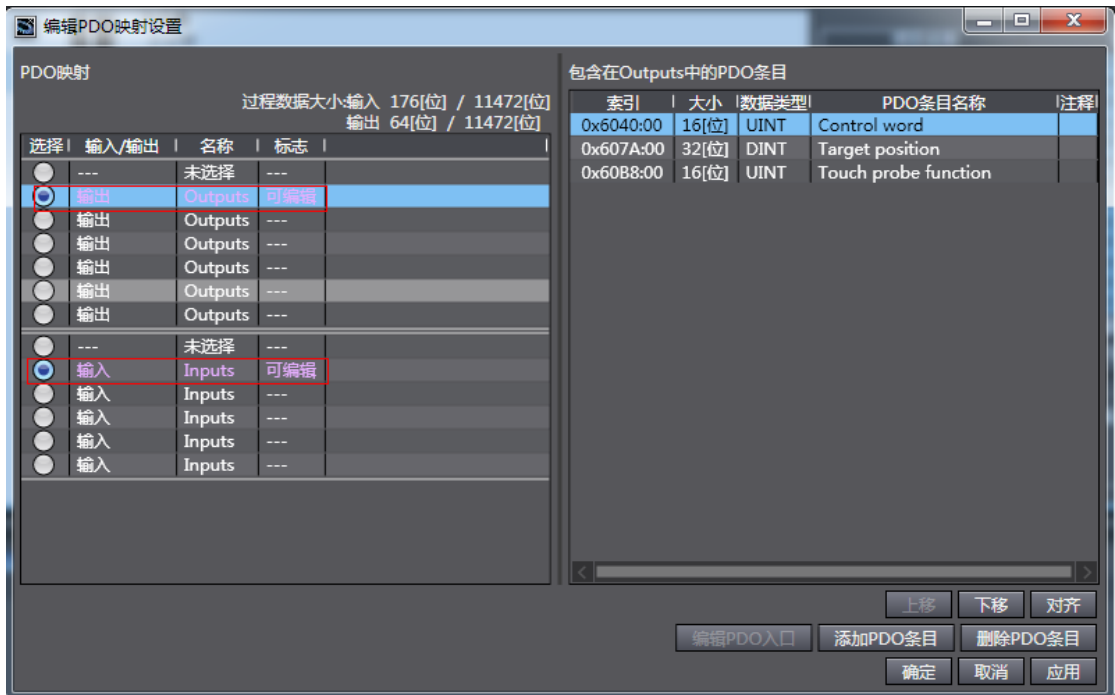 编辑PDO映射设置
PDO映射
过程数据大小:输入 176[位] / 11472[位]
输出 64[位] / 11472[位]
选择 输入/输出 名称 标志
--- 未选择 ---
输出 Outputs 可编辑
输出 Outputs ---
输出 Outputs ---
输出 Outputs ---
输出 Outputs ---
输出 Outputs ---
--- 未选择 ---
输入 Inputs 可编辑
输入 Inputs ---
输入 Inputs ---
输入 Inputs ---
输入 Inputs ---
包含在Outputs中的PDO条目
索引 大小 数据类型 PDO条目名称 注释
0x6040:00 16[位] UINT Control word
0x607A:00 32[位] DINT Target position
0x60B8:00 16[位] UINT Touch probe function
上移 下移 对齐
编辑PDO入口 添加PDO条目 删除PDO条目
确定 取消 应用